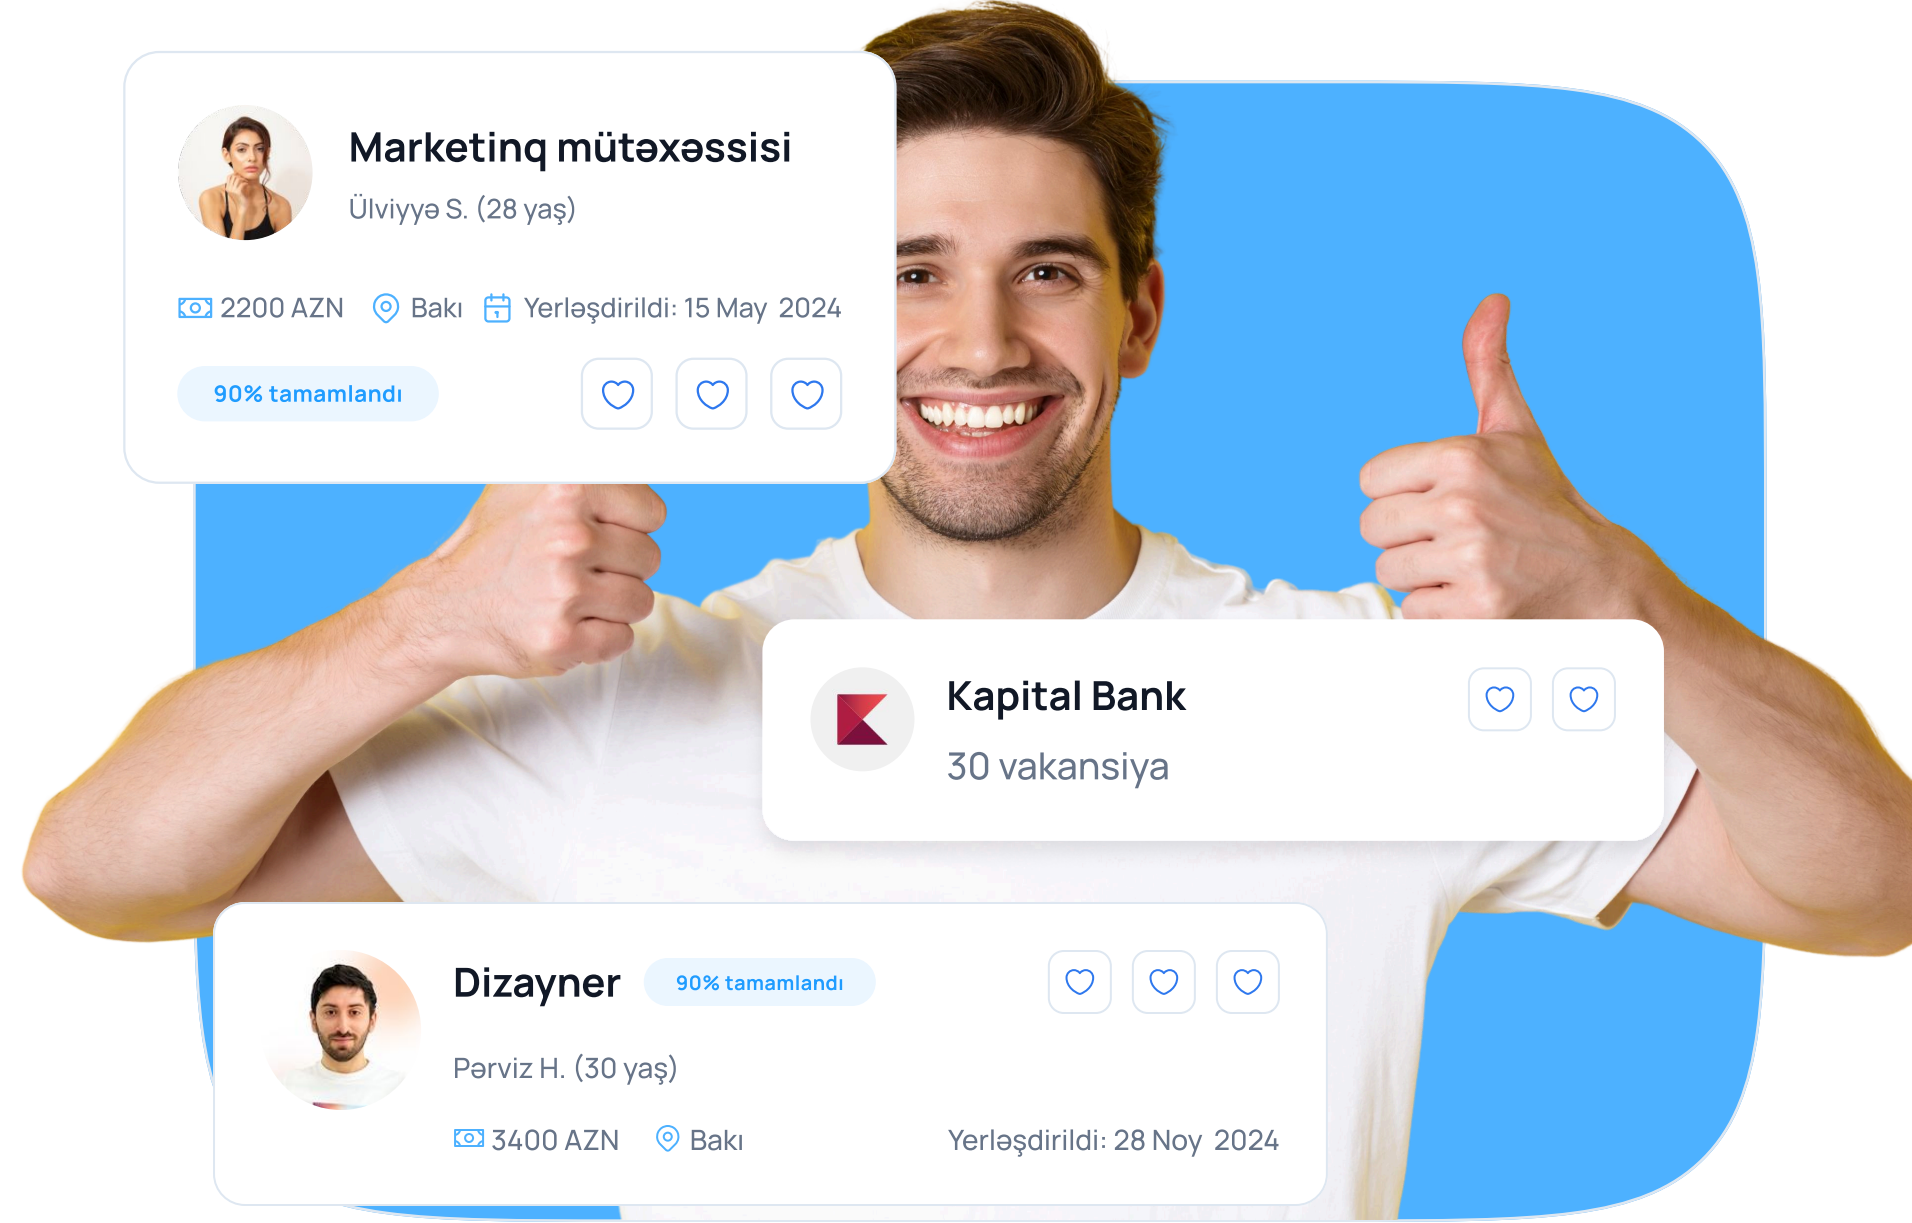 Marketinq mütəxəssisi
Ülviyyə S. (28 yaş)
2200 AZN Bakı Yerləşdirildi: 15 May 2024
90% tamamlandı
Kapital Bank
30 vakansiya
Dizayner 90% tamamlandı
Pərviz H. (30 yaş)
3400 AZN Bakı Yerləşdirildi: 28 Noy 2024